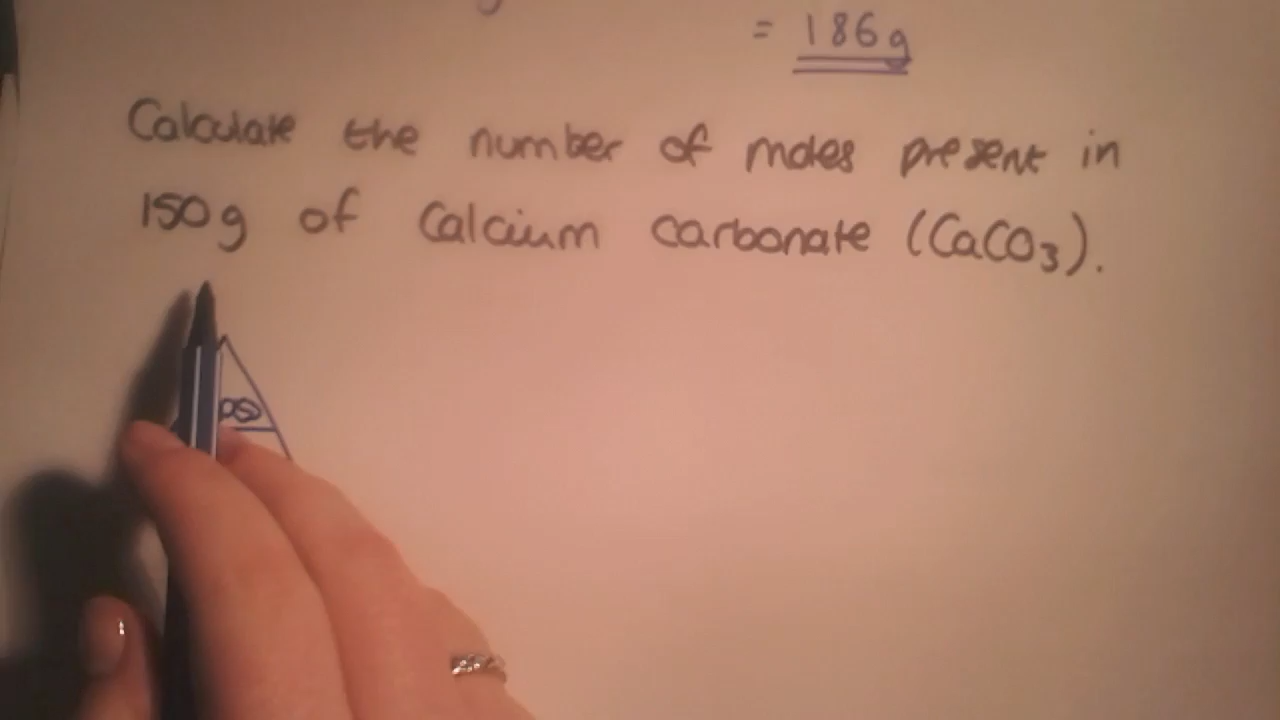 = 186g
Calculate the number of moles present in
150g of Calcium carbonate (CaCO₃).